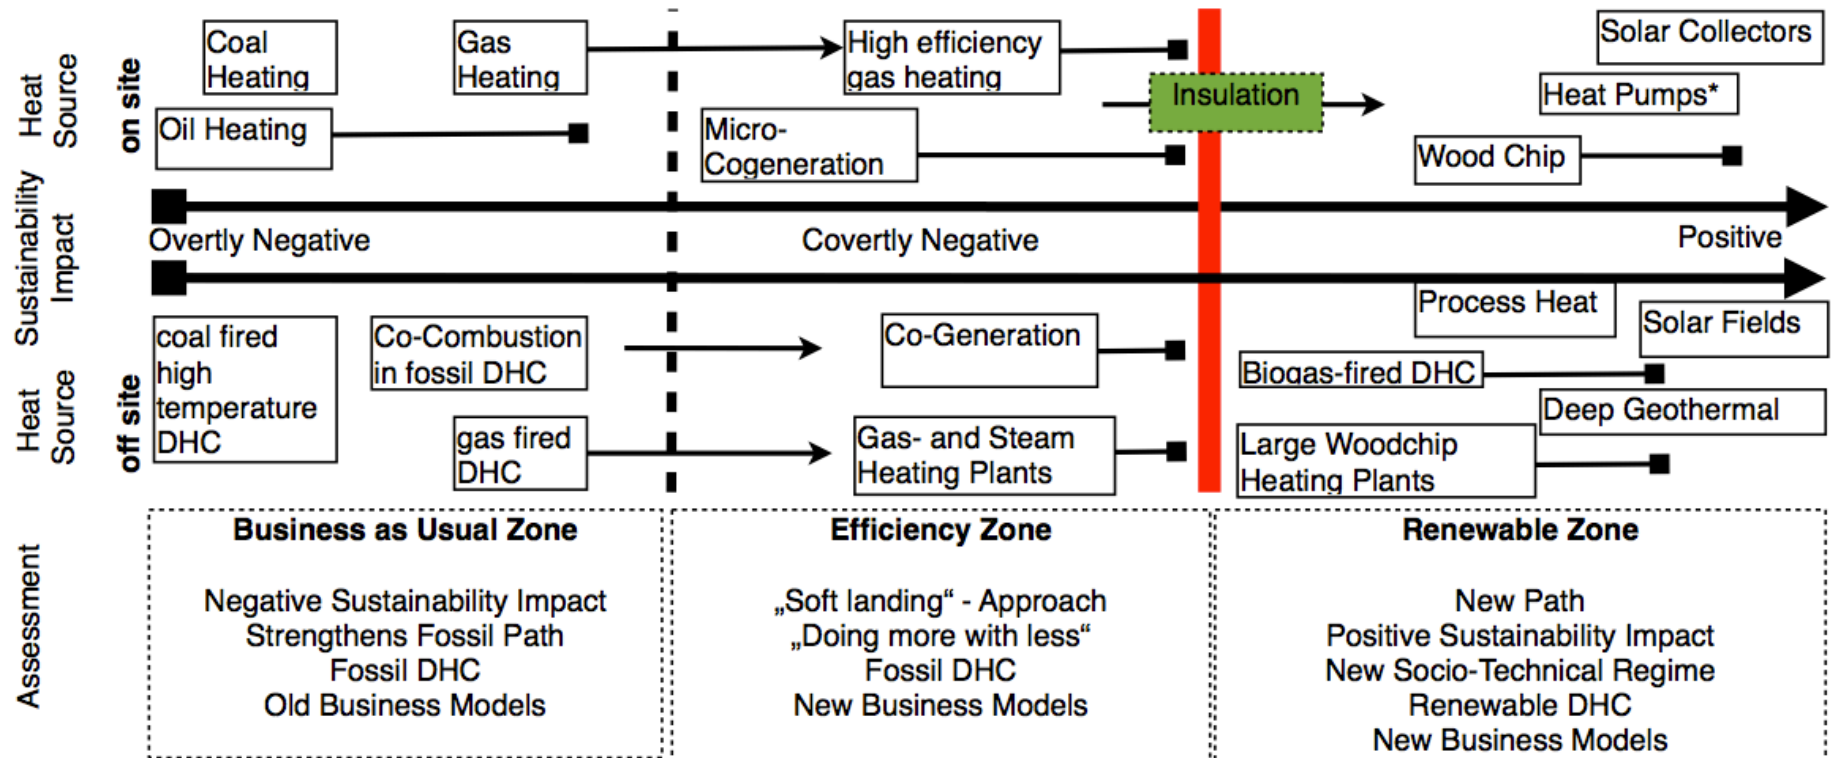 Heat
Source
on site
Coal
Heating
Gas
Heating
High efficiency
gas heating
Solar Collectors
Insulation
Heat Pumps*
Oil Heating
Micro-
Cogeneration
Wood Chip
Sustainability
Impact
Overtly Negative
Covertly Negative
Positive
Heat
Source
off site
coal fired
high
temperature
DHC
Co-Combustion
in fossil DHC
Co-Generation
Process Heat
Solar Fields
Biogas-fired DHC
Deep Geothermal
gas fired
DHC
Gas- and Steam
Heating Plants
Large Woodchip
Heating Plants
Assessment
Business as Usual Zone
Negative Sustainability Impact
Strengthens Fossil Path
Fossil DHC
Old Business Models
Efficiency Zone
„Soft landing“ - Approach
„Doing more with less“
Fossil DHC
New Business Models
Renewable Zone
New Path
Positive Sustainability Impact
New Socio-Technical Regime
Renewable DHC
New Business Models